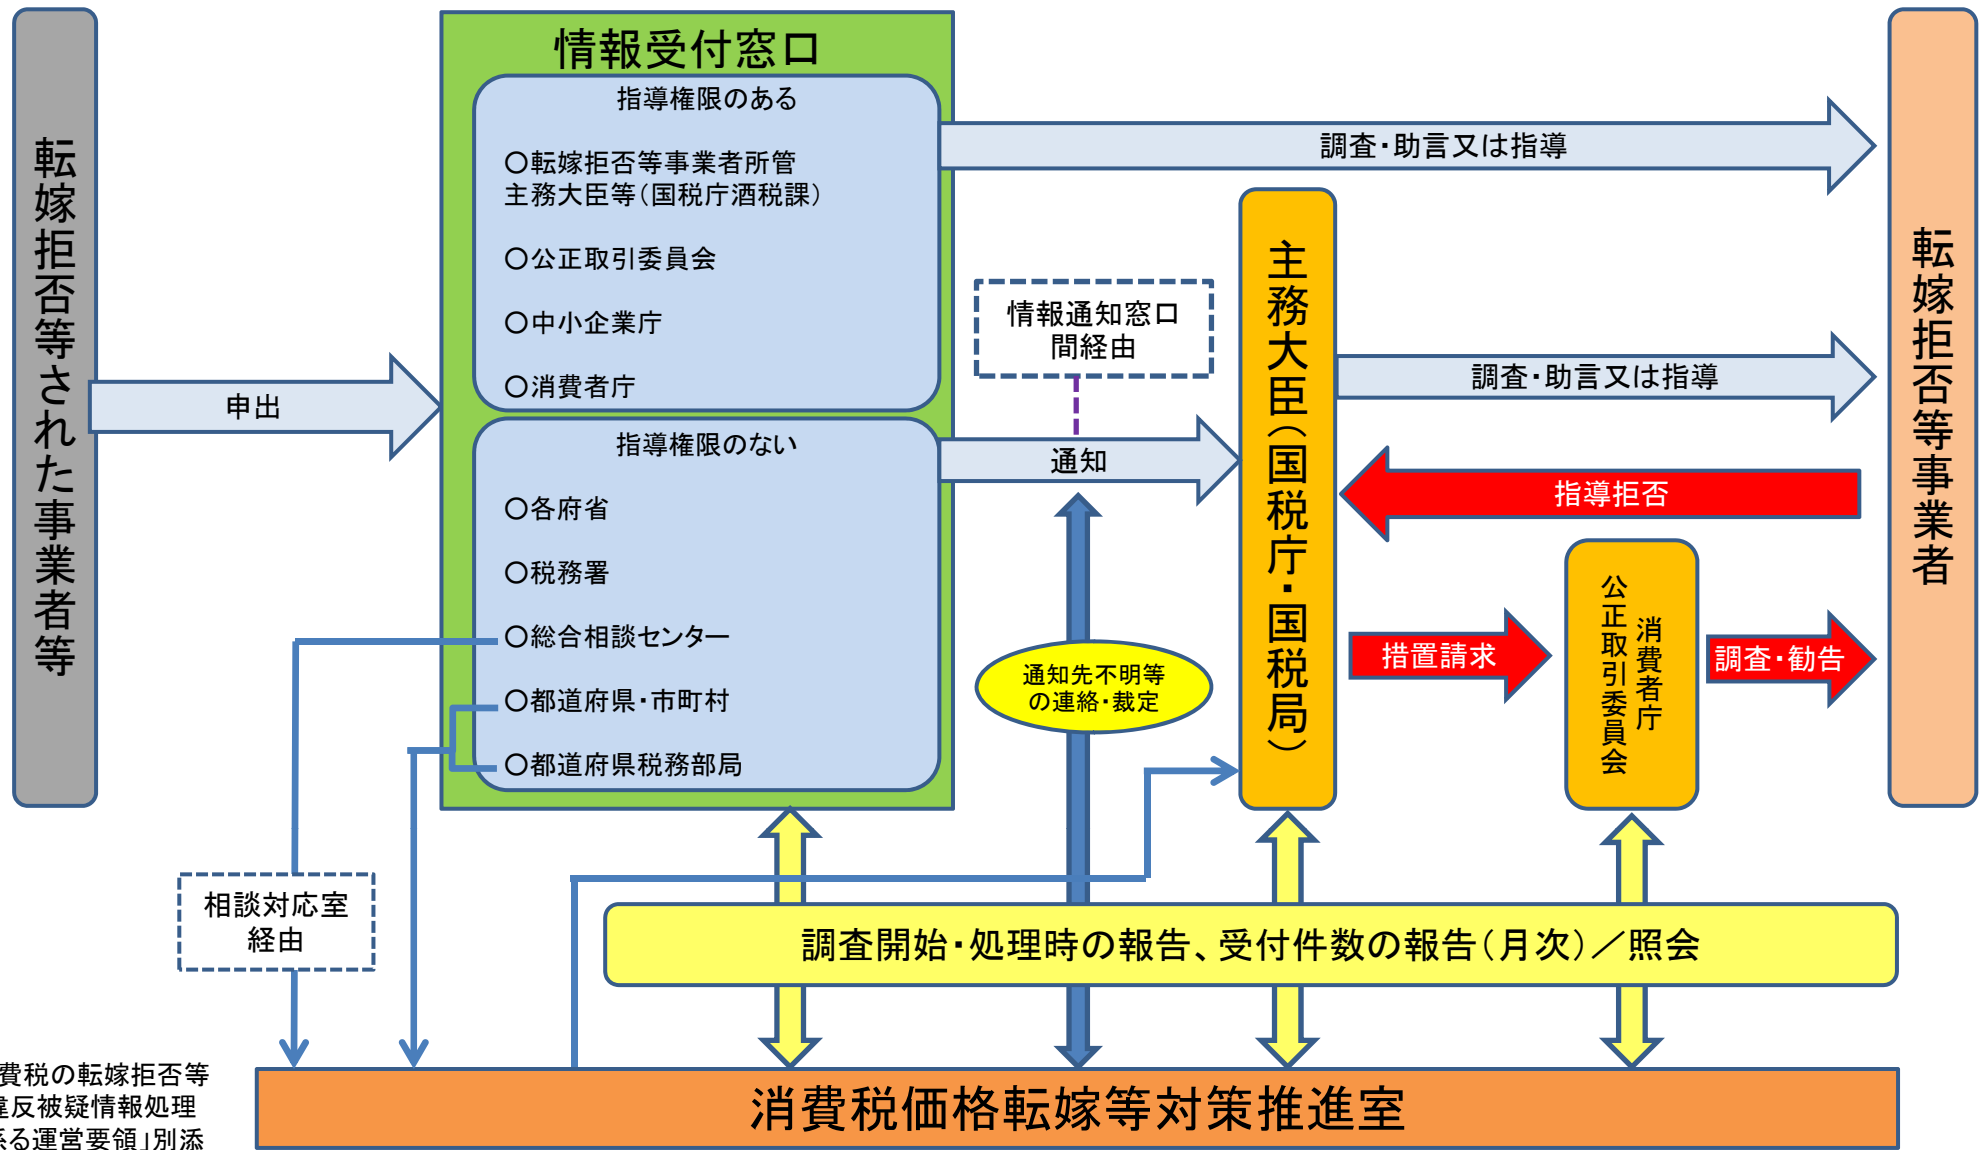 転嫁拒否等された事業者等
申出
情報受付窓口
指導権限のある
○転嫁拒否等事業者所管
主務大臣等(国税庁酒税課)
○公正取引委員会
○中小企業庁
○消費者庁
指導権限のない
○各府省
○税務署
○総合相談センター
○都道府県・市町村
○都道府県税務部局
調査・助言又は指導
情報通知窓口
間経由
通知
通知先不明等
の連絡・裁定
主務大臣(国税庁・国税局)
調査・助言又は指導
指導拒否
措置請求
消費者庁
公正取引委員会
調査・勧告
転嫁拒否等事業者
相談対応室
経由
調査開始・処理時の報告、受付件数の報告(月次)/照会
消費税価格転嫁等対策推進室
費税の転嫁拒否等
違反被疑情報処理
係る運営要領」別添